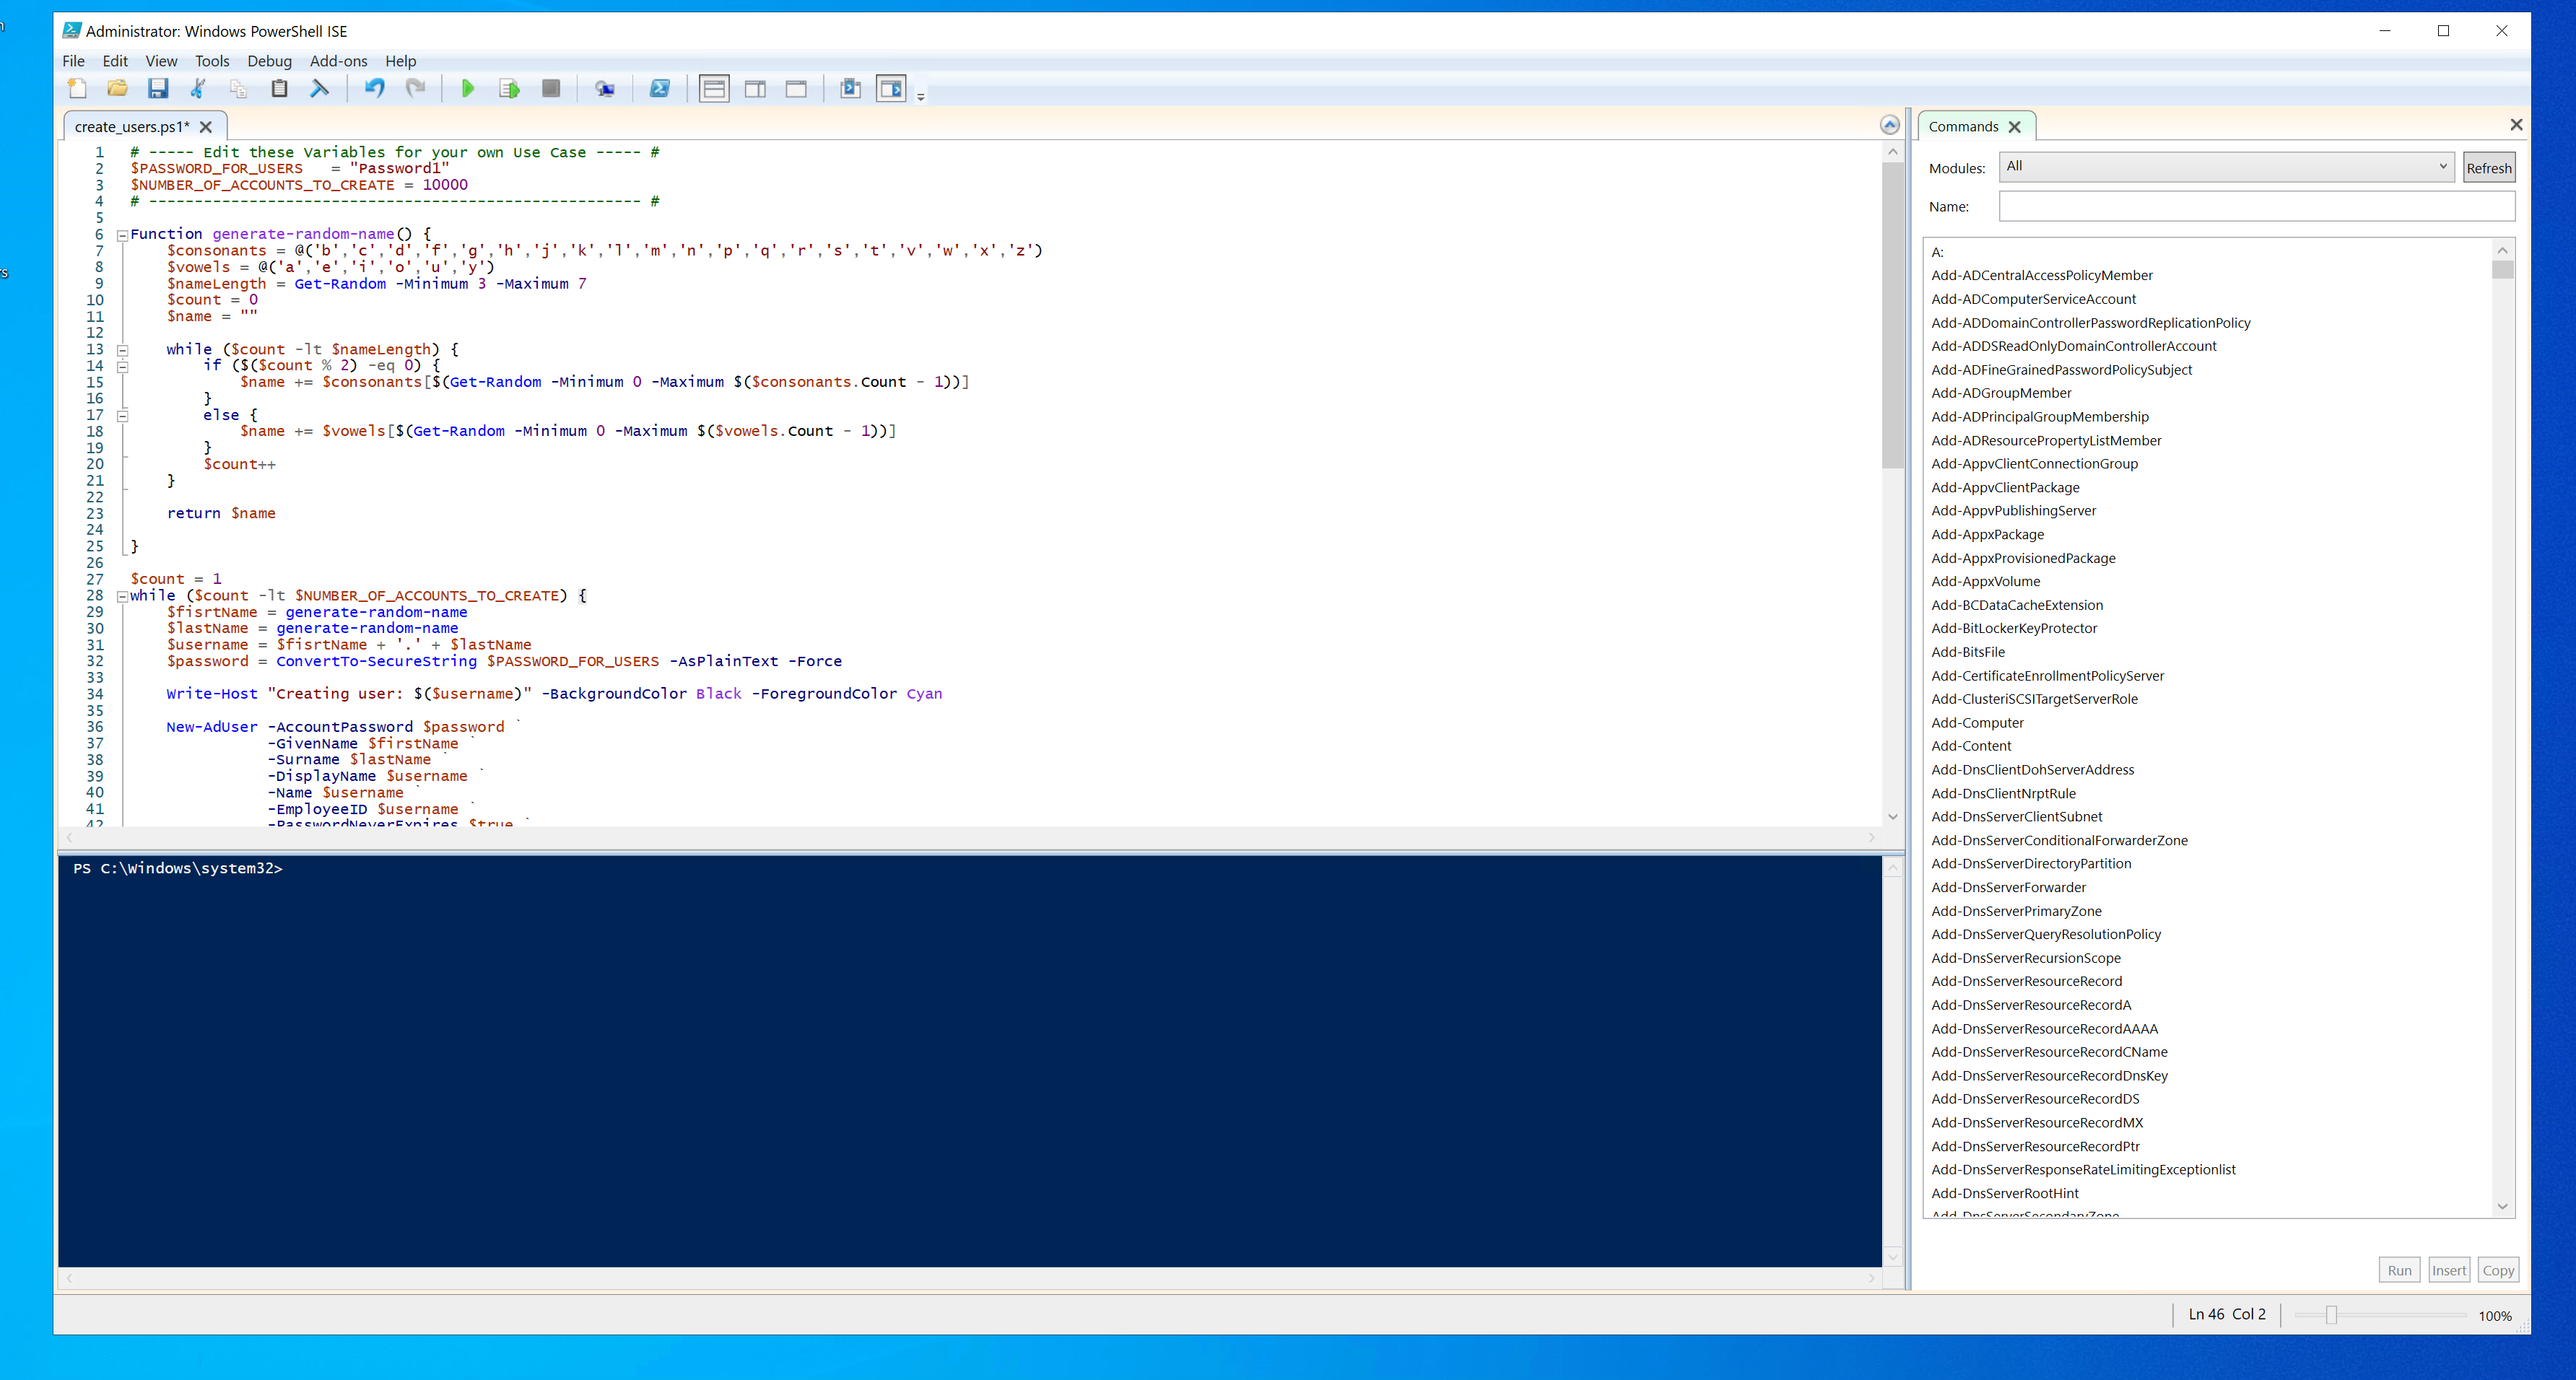 Administrator: Windows PowerShell ISE
File Edit View Tools Debug Add-ons Help
create_users.ps1*
1 # ----- Edit these Variables for your own Use Case ----- #
2 $PASSWORD_FOR_USERS   = "Password1"
3 $NUMBER_OF_ACCOUNTS_TO_CREATE = 10000
4 # ------------------------------------------------------ #
5
6 Function generate-random-name() {
7     $consonants = @('b','c','d','f','g','h','j','k','l','m','n','p','q','r','s','t','v','w','x','z')
8     $vowels = @('a','e','i','o','u','y')
9     $nameLength = Get-Random -Minimum 3 -Maximum 7
10     $count = 0
11     $name = ""
12
13     while ($count -lt $nameLength) {
14         if ($($count % 2) -eq 0) {
15             $name += $consonants[$(Get-Random -Minimum 0 -Maximum $($consonants.Count - 1))]
16         }
17         else {
18             $name += $vowels[$(Get-Random -Minimum 0 -Maximum $($vowels.Count - 1))]
19         }
20         $count++
21     }
22
23     return $name
24
25 }
26
27 $count = 1
28 while ($count -lt $NUMBER_OF_ACCOUNTS_TO_CREATE) {
29     $fisrtName = generate-random-name
30     $lastName = generate-random-name
31     $username = $fisrtName + '.' + $lastName
32     $password = ConvertTo-SecureString $PASSWORD_FOR_USERS -AsPlainText -Force
33
34     Write-Host "Creating user: $($username)" -BackgroundColor Black -ForegroundColor Cyan
35
36     New-AdUser -AccountPassword $password `
37                -GivenName $firstName `
38                -Surname $lastName `
39                -DisplayName $username `
40                -Name $username `
41                -EmployeeID $username `
42                -PasswordNeverExpires $true `
PS C:\Windows\system32>
Commands
Modules: All Refresh
Name:
A:
Add-ADCentralAccessPolicyMember
Add-ADComputerServiceAccount
Add-ADDomainControllerPasswordReplicationPolicy
Add-ADDSReadOnlyDomainControllerAccount
Add-ADFineGrainedPasswordPolicySubject
Add-ADGroupMember
Add-ADPrincipalGroupMembership
Add-ADResourcePropertyListMember
Add-AppvClientConnectionGroup
Add-AppvClientPackage
Add-AppvPublishingServer
Add-AppxPackage
Add-AppxProvisionedPackage
Add-AppxVolume
Add-BCDataCacheExtension
Add-BitLockerKeyProtector
Add-BitsFile
Add-CertificateEnrollmentPolicyServer
Add-ClusteriSCSITargetServerRole
Add-Computer
Add-Content
Add-DnsClientDohServerAddress
Add-DnsClientNrptRule
Add-DnsServerClientSubnet
Add-DnsServerConditionalForwarderZone
Add-DnsServerDirectoryPartition
Add-DnsServerForwarder
Add-DnsServerPrimaryZone
Add-DnsServerQueryResolutionPolicy
Add-DnsServerRecursionScope
Add-DnsServerResourceRecord
Add-DnsServerResourceRecordA
Add-DnsServerResourceRecordAAAA
Add-DnsServerResourceRecordCName
Add-DnsServerResourceRecordDnsKey
Add-DnsServerResourceRecordDS
Add-DnsServerResourceRecordMX
Add-DnsServerResourceRecordPtr
Add-DnsServerResponseRateLimitingExceptionlist
Add-DnsServerRootHint
Add-DnsServerSecondaryZone
Run Insert Copy
Ln 46 Col 2 100%